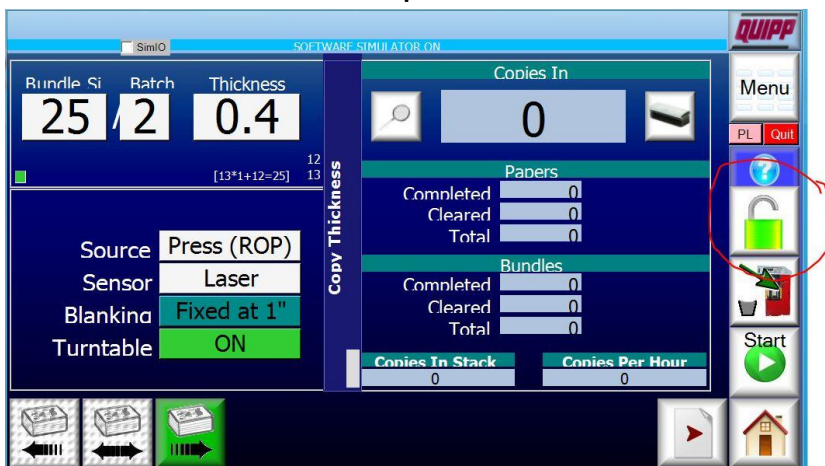 QUIPP
SimIO
SOFTWARE SIMULATOR ON
Bundle Si
Batch
Thickness
25 / 2
0.4
12
[13*1+12=25] 13
Source Press (ROP)
Sensor Laser
Blanking Fixed at 1"
Turntable ON
Copy Thickness
Copies In
0
Papers
Completed 0
Cleared 0
Total 0
Bundles
Completed 0
Cleared 0
Total 0
Copies In Stack
0
Copies Per Hour
0
Menu
PL Quit
?
Start